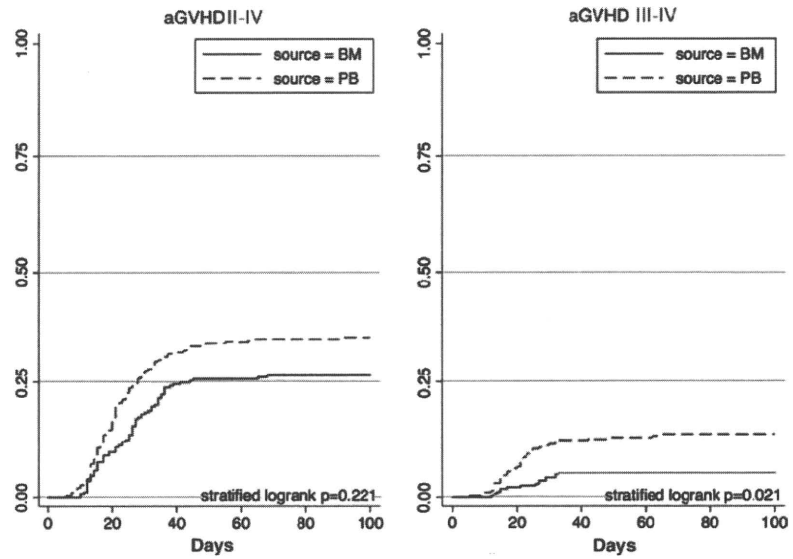 aGVHDII-IV
source = BM
source = PB
1.00
0.75
0.50
0.25
0.00
stratified logrank p=0.221
0 20 40 60 80 100
Days
aGVHD III-IV
source = BM
source = PB
1.00
0.75
0.50
0.25
0.00
stratified logrank p=0.021
0 20 40 60 80 100
Days